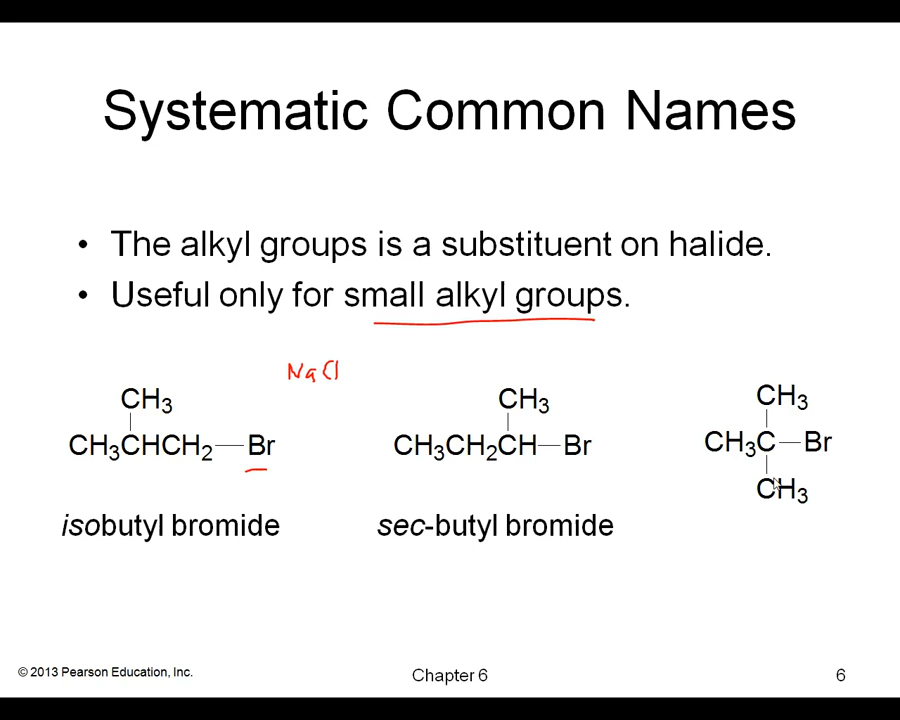 Systematic Common Names
• The alkyl groups is a substituent on halide.
• Useful only for small alkyl groups.
NaCl
CH3
CH3CHCH2—Br
isobutyl bromide
CH3
CH3CH2CH—Br
sec-butyl bromide
CH3
CH3C—Br
CH3
© 2013 Pearson Education, Inc.
Chapter 6
6